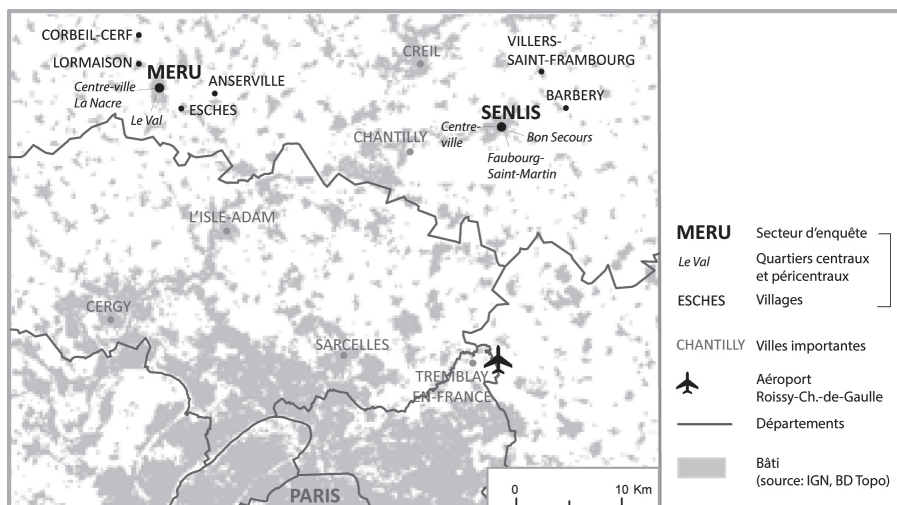 CORBEIL-CERF
LORMAISON
MERU
Centre-ville
La Nacre
Le Val
ANSERVILLE
ESCHES
CREIL
VILLERS-
SAINT-FRAMBOURG
BARBERY
SENLIS
Centre-
ville
Bon Secours
Faubourg-
Saint-Martin
CHANTILLY
L'ISLE-ADAM
CERGY
SARCELLES
TREMBLAY
EN-FRANCE
PARIS
0 10 Km
MERU Secteur d'enquête
Le Val Quartiers centraux
et péricentraux
ESCHES Villages
CHANTILLY Villes importantes
Aéroport
Roissy-Ch.-de-Gaulle
Départements
Bâti
(source: IGN, BD Topo)